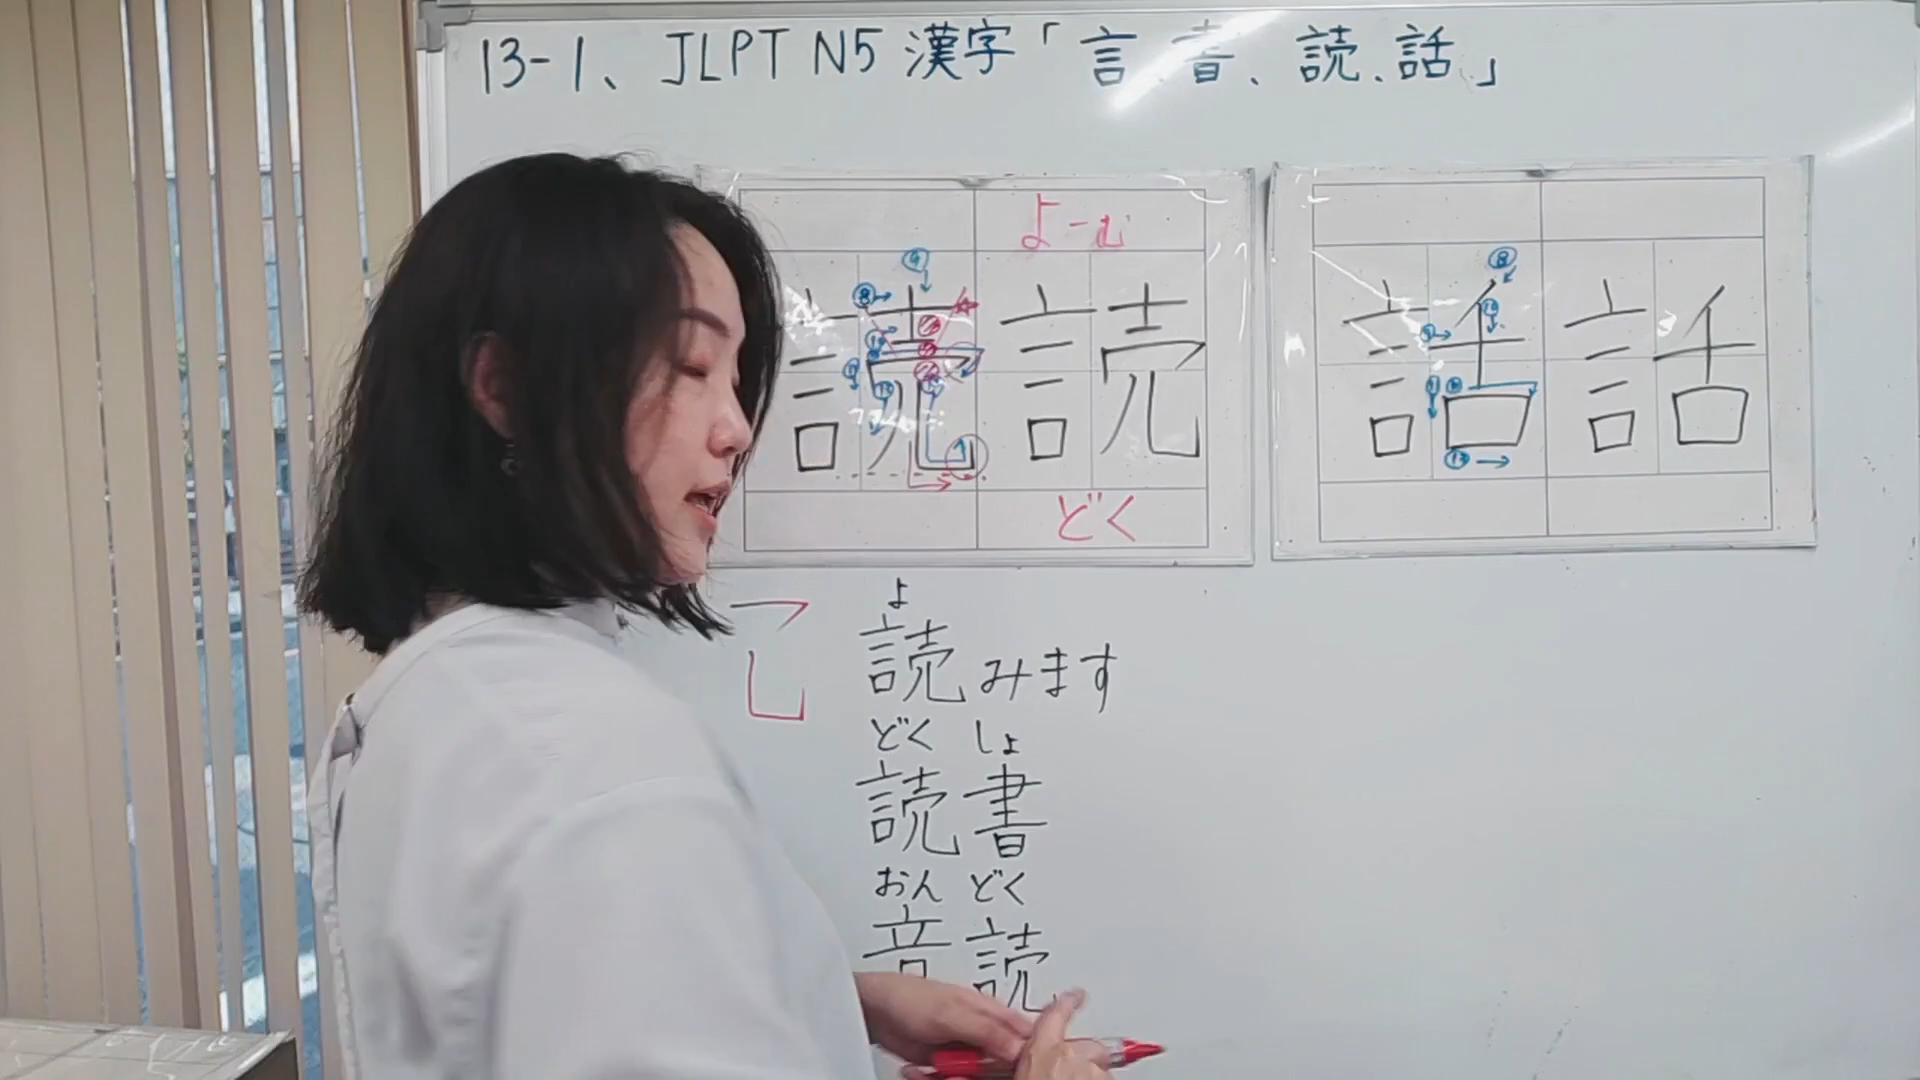 13-1、JLPT N5 漢字「言、書、読、話」
よーむ
読 読
どく
話 話
よ
読みます
どくしょ
読書
おんどく
音読